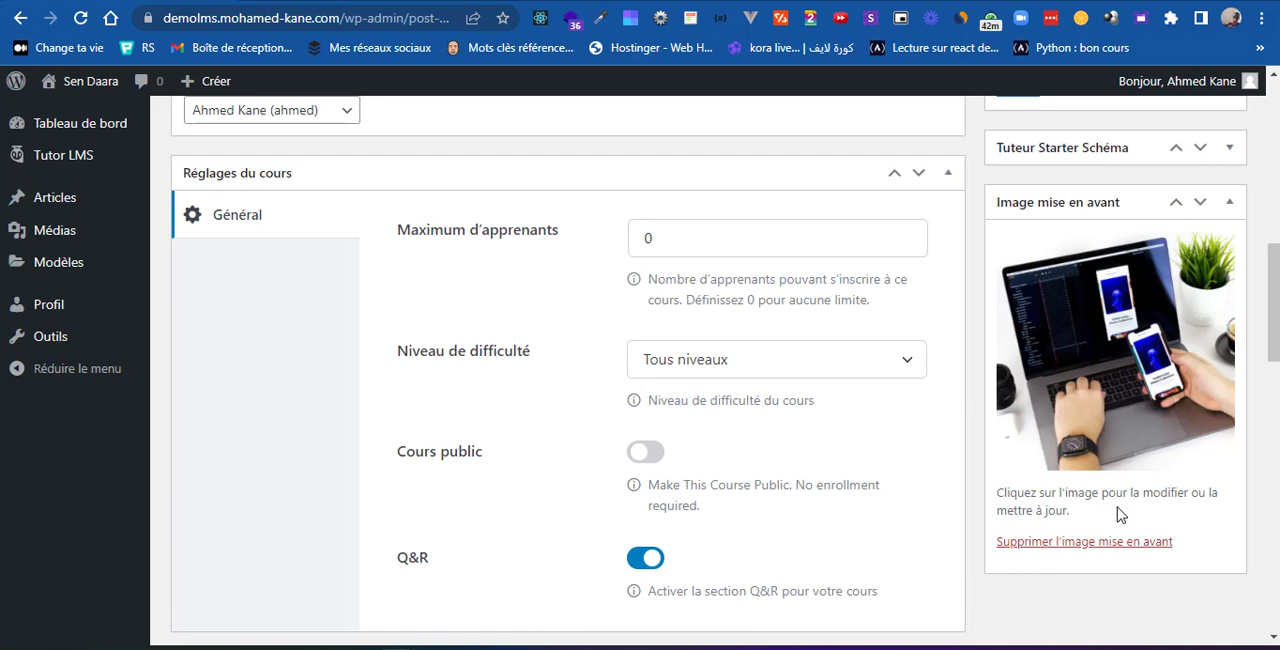 demolms.mohamed-kane.com/wp-admin/post-...
36
42m
Change ta vie
RS
Boîte de réception...
Mes réseaux sociaux
Mots clés référence...
Hostinger - Web H...
kora live... | كورة لايف
Lecture sur react de...
Python : bon cours
»
Sen Daara
0
Créer
Bonjour, Ahmed Kane
Tableau de bord
Tutor LMS
Articles
Médias
Modèles
Profil
Outils
Réduire le menu
Ahmed Kane (ahmed)
Réglages du cours
Général
Maximum d'apprenants
0
Nombre d'apprenants pouvant s'inscrire à ce
cours. Définissez 0 pour aucune limite.
Niveau de difficulté
Tous niveaux
Niveau de difficulté du cours
Cours public
Make This Course Public. No enrollment
required.
Q&R
Activer la section Q&R pour votre cours
Tuteur Starter Schéma
Image mise en avant
Cliquez sur l'image pour la modifier ou la
mettre à jour.
Supprimer l'image mise en avant